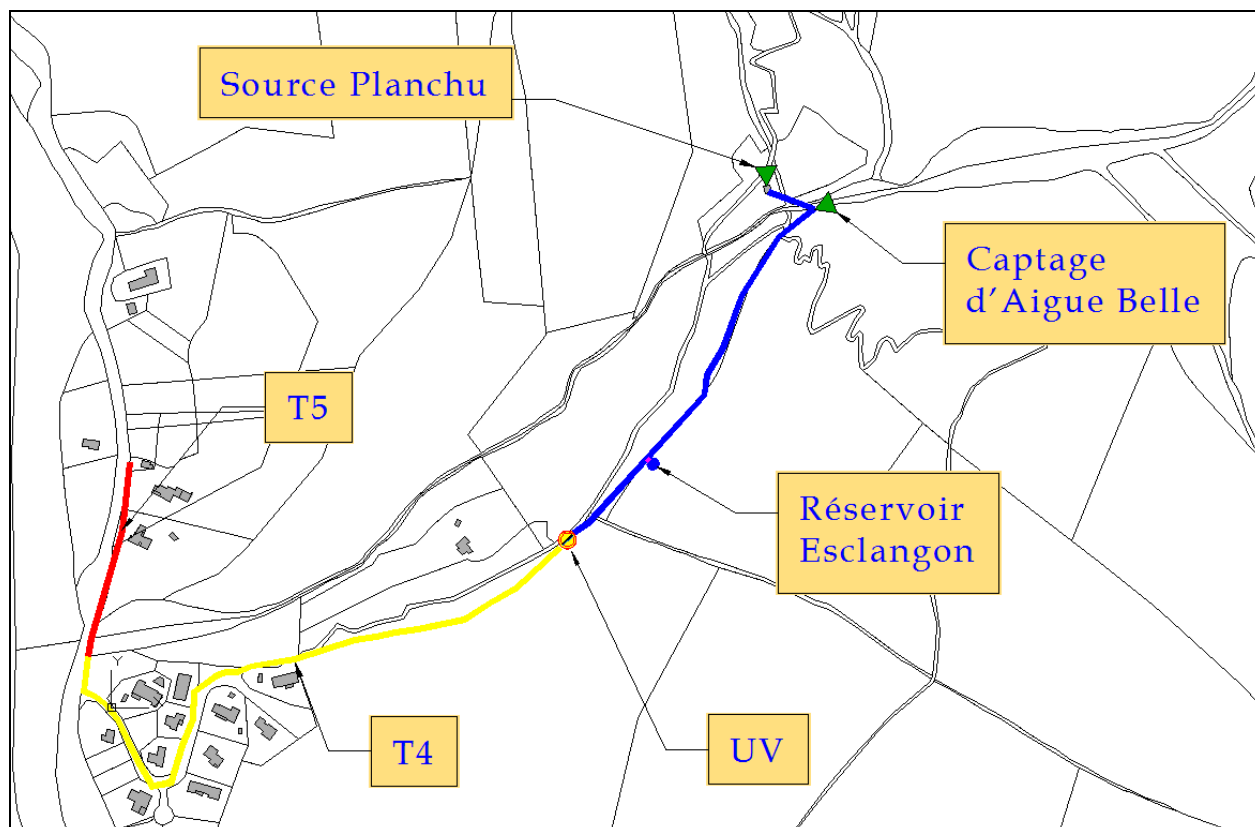 Source Planchu
Captage
d'Aigue Belle
T5
Réservoir
Esclangon
T4
UV
Y